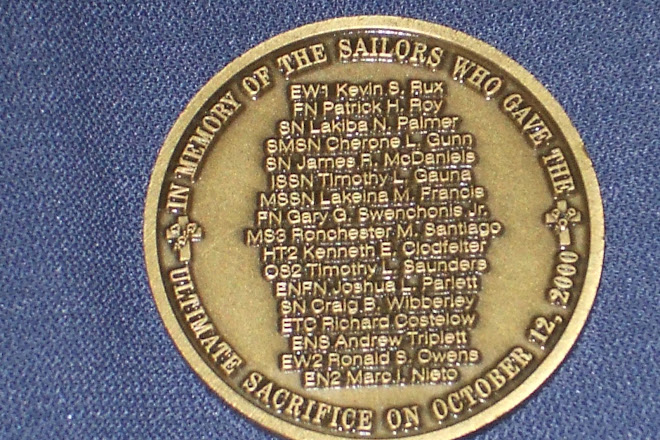 IN MEMORY OF THE SAILORS WHO GAVE THE
EW1 Kevin S. Rux
FN Patrick H. Roy
SN Lakiba N. Palmer
SMSN Cherone L. Gunn
SN James R. McDaniels
ISSN Timothy L. Gauna
MSSN Lakeina M. Francis
FN Gary G. Swenchonis Jr.
MS3 Ronchester M. Santiago
HT2 Kenneth E. Clodfelter
OS2 Timothy L. Saunders
ENFN Joshua L. Parlett
SN Craig B. Wibberley
ETC Richard Costelow
ENS Andrew Triplett
EW2 Ronald S. Owens
EN2 Marc I. Nieto
ULTIMATE SACRIFICE ON OCTOBER 12, 2000